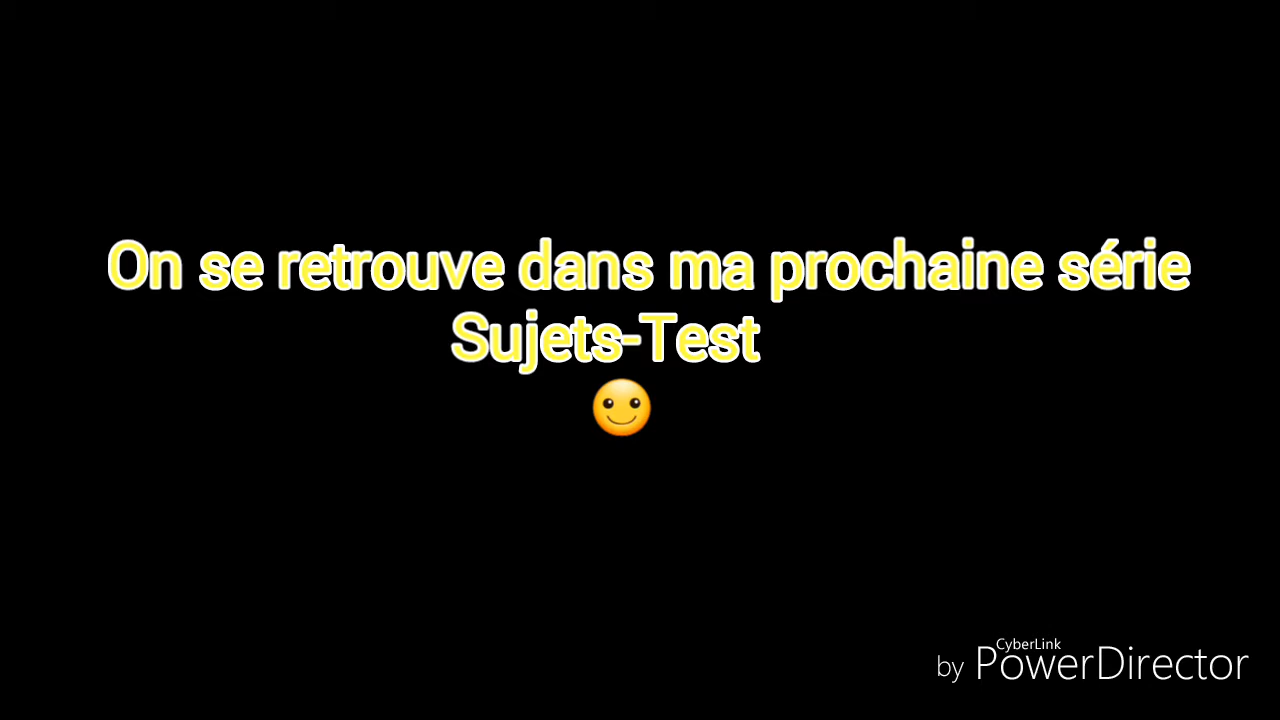 On se retrouve dans ma prochaine série
Sujets-Test
🙂
CyberLink
by PowerDirector